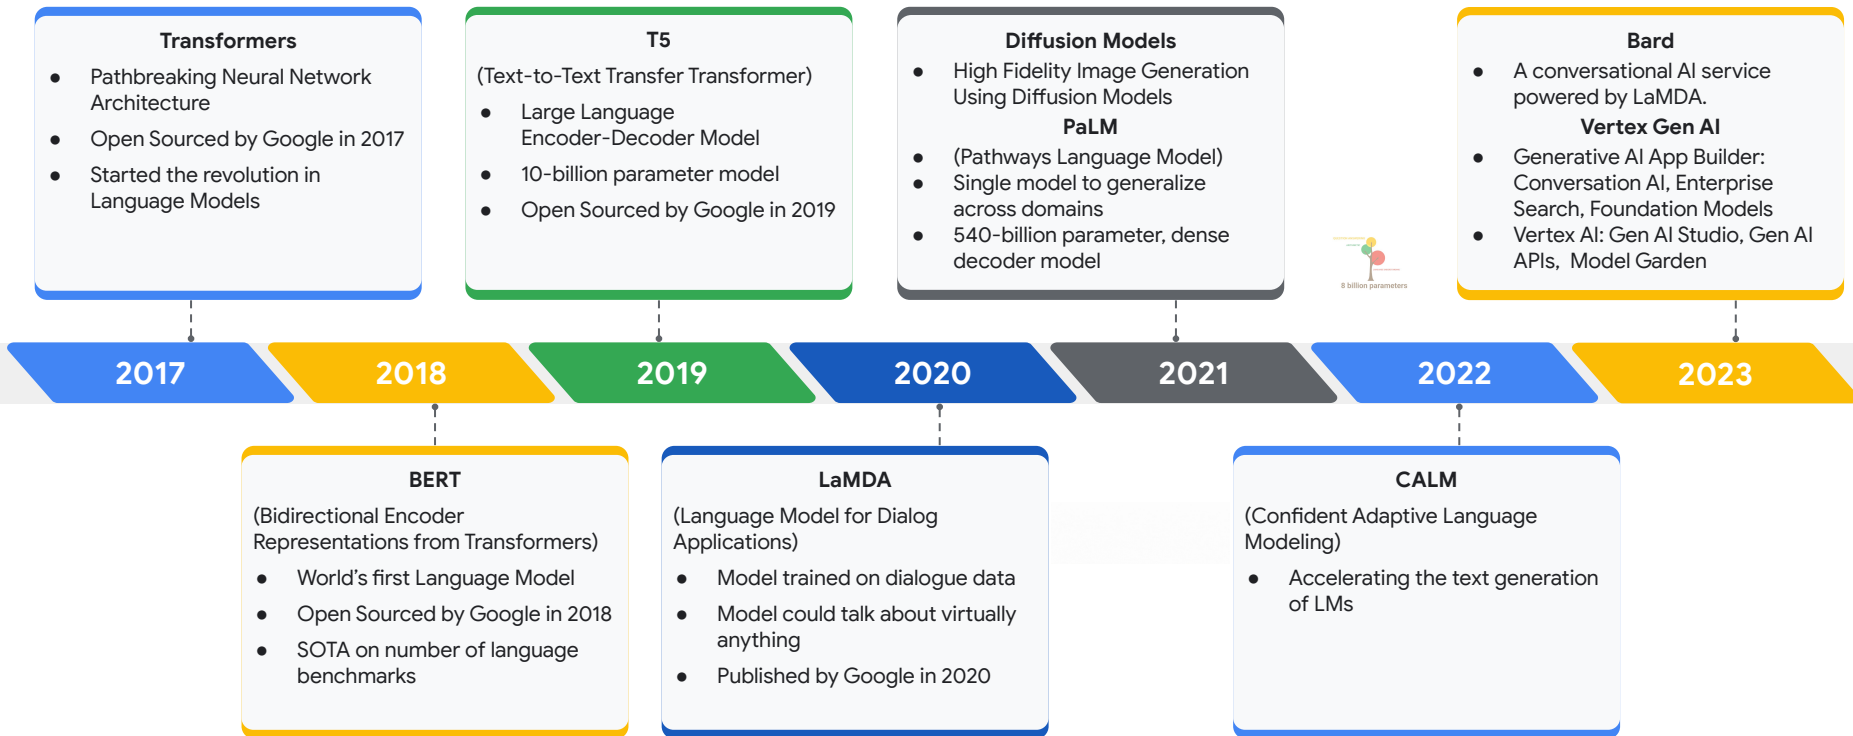 Transformers
● Pathbreaking Neural Network
Architecture
● Open Sourced by Google in 2017
● Started the revolution in
Language Models
T5
(Text-to-Text Transfer Transformer)
● Large Language
Encoder-Decoder Model
● 10-billion parameter model
● Open Sourced by Google in 2019
Diffusion Models
● High Fidelity Image Generation
Using Diffusion Models
PaLM
● (Pathways Language Model)
● Single model to generalize
across domains
● 540-billion parameter, dense
decoder model
8 billion parameters
Bard
● A conversational AI service
powered by LaMDA.
Vertex Gen AI
● Generative AI App Builder:
Conversation AI, Enterprise
Search, Foundation Models
● Vertex AI: Gen AI Studio, Gen AI
APIs, Model Garden
2017
2018
2019
2020
2021
2022
2023
BERT
(Bidirectional Encoder
Representations from Transformers)
● World's first Language Model
● Open Sourced by Google in 2018
● SOTA on number of language
benchmarks
LaMDA
(Language Model for Dialog
Applications)
● Model trained on dialogue data
● Model could talk about virtually
anything
● Published by Google in 2020
CALM
(Confident Adaptive Language
Modeling)
● Accelerating the text generation
of LMs